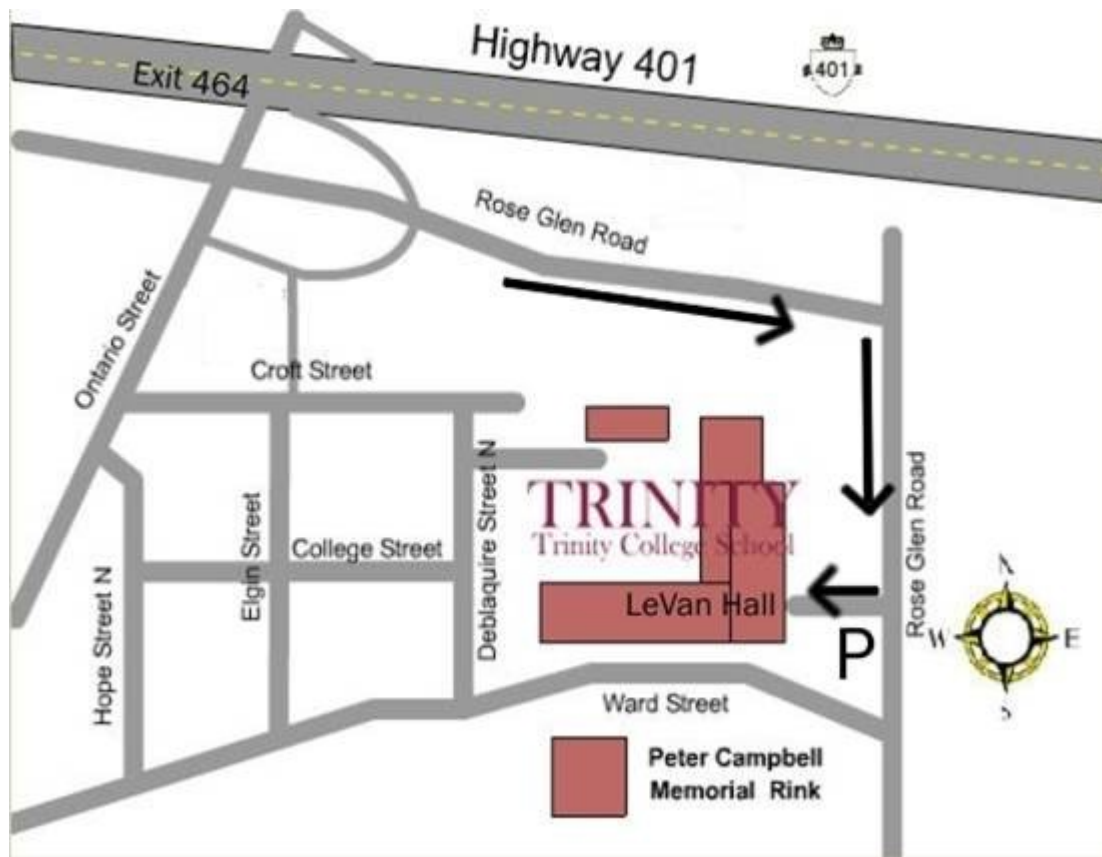 Highway 401
401
Exit 464
Rose Glen Road
Ontario Street
Croft Street
Deblaquire Street N
Rose Glen Road
TRINITY
Trinity College School
Elgin Street
College Street
Hope Street N
LeVan Hall
P
N
W
E
S
Ward Street
Peter Campbell
Memorial Rink